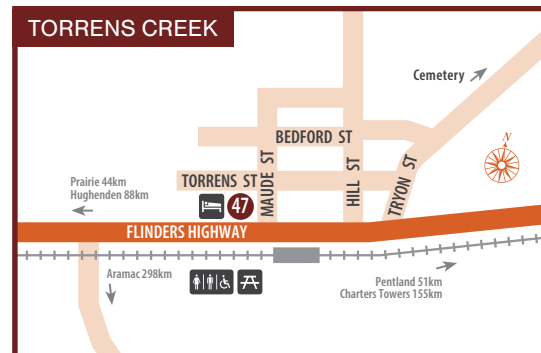 TORRENS CREEK
Cemetery
N
BEDFORD ST
MAUDE ST
HILL ST
TRYON ST
TORRENS ST
Prairie 44km
Hughenden 88km
47
FLINDERS HIGHWAY
Aramac 298km
Pentland 51km
Charters Towers 155km